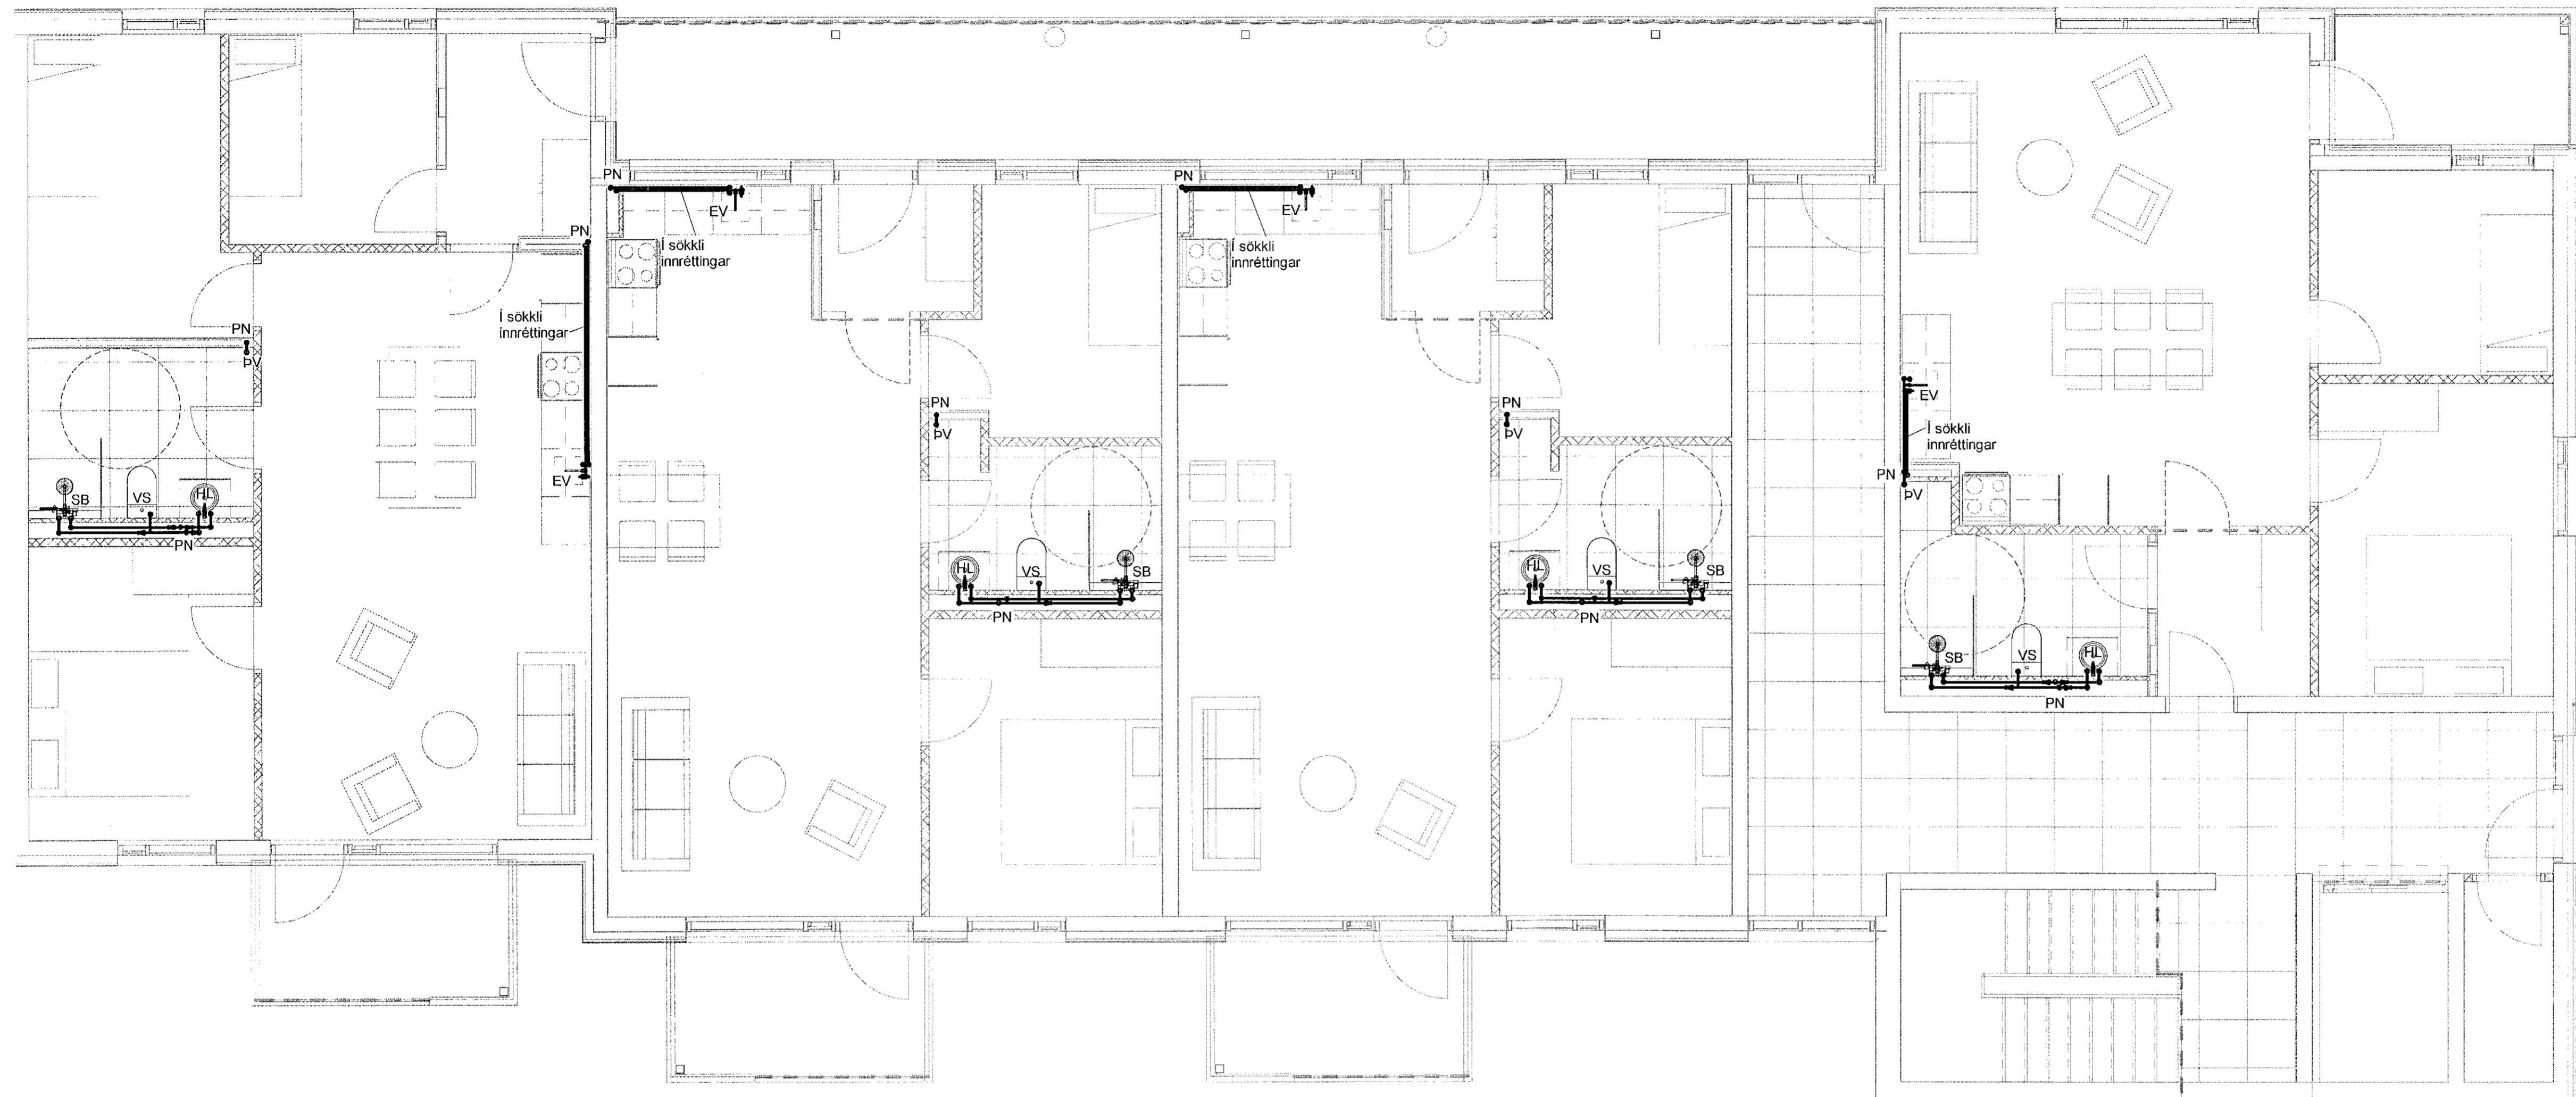 PN
EV
Í sökkli
innréttingar
PN
EV
Í sökkli
innréttingar
PN
Í sökkli
innréttingar
EV
PN
ÞV
SB
VS
HL
PN
PN
ÞV
HL
VS
SB
PN
PN
ÞV
HL
VS
SB
PN
EV
Í sökkli
innréttingar
PN
ÞV
SB
VS
HL
PN